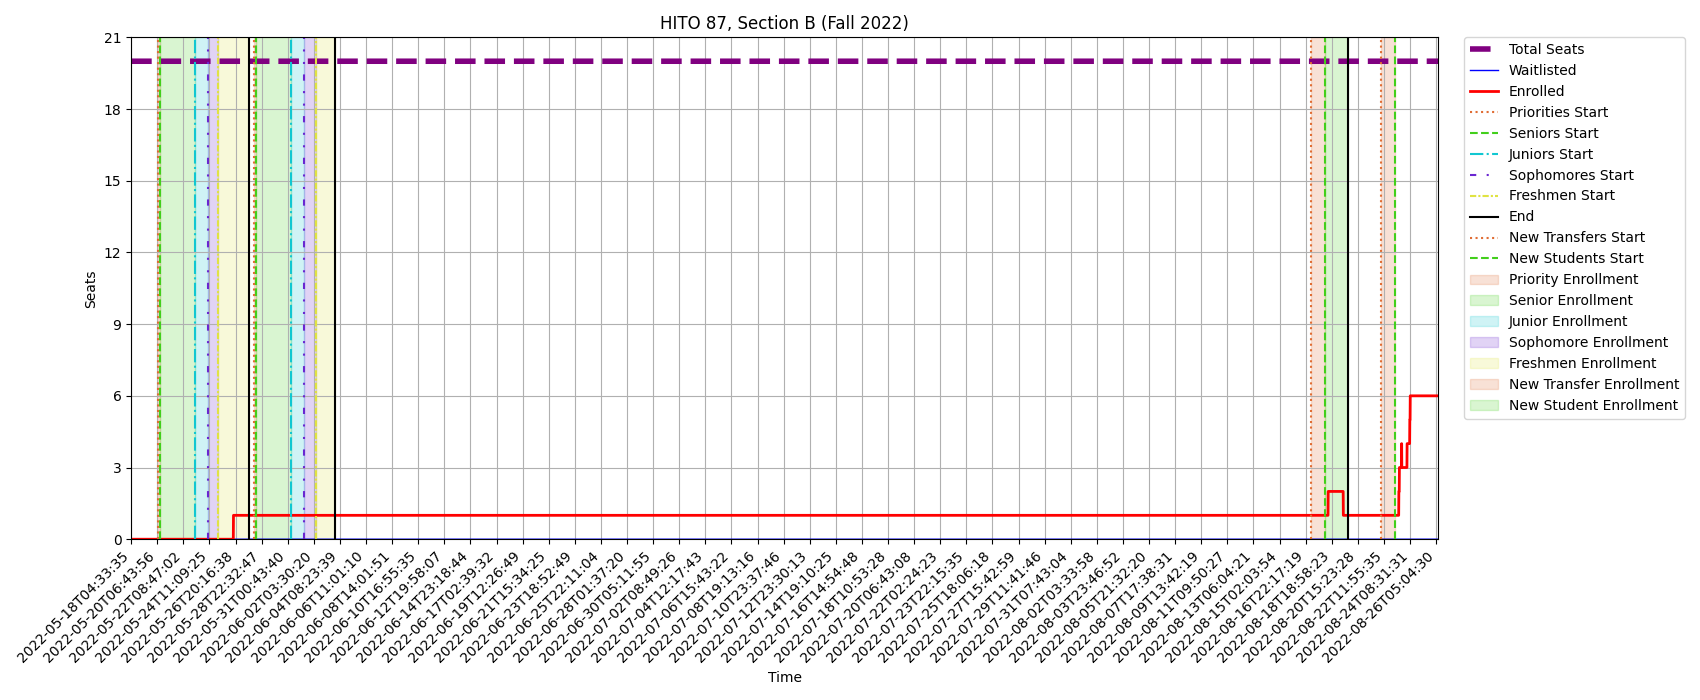 HITO 87, Section B (Fall 2022)
21
18
15
12
9
6
3
0
Seats
2022-05-18T04:33:35
2022-05-20T06:43:56
2022-05-22T08:47:02
2022-05-24T11:09:25
2022-05-26T20:16:38
2022-05-28T22:32:47
2022-05-31T00:43:40
2022-06-02T03:30:20
2022-06-04T08:23:39
2022-06-06T11:01:10
2022-06-08T14:01:51
2022-06-10T16:55:35
2022-06-12T19:58:07
2022-06-14T23:18:44
2022-06-17T02:39:32
2022-06-19T12:26:49
2022-06-21T15:34:25
2022-06-23T18:52:49
2022-06-25T22:11:04
2022-06-28T01:37:20
2022-06-30T05:11:55
2022-07-02T08:49:26
2022-07-04T12:17:43
2022-07-06T15:43:22
2022-07-08T19:13:16
2022-07-10T23:37:46
2022-07-12T23:30:13
2022-07-14T19:10:25
2022-07-16T14:54:48
2022-07-18T10:53:28
2022-07-20T06:43:08
2022-07-22T02:24:23
2022-07-23T22:15:35
2022-07-25T18:06:18
2022-07-27T15:42:59
2022-07-29T11:41:46
2022-07-31T07:43:04
2022-08-02T03:33:58
2022-08-03T23:46:52
2022-08-05T21:32:20
2022-08-07T17:38:31
2022-08-09T13:42:19
2022-08-11T09:50:27
2022-08-13T06:04:21
2022-08-15T02:03:54
2022-08-16T22:17:19
2022-08-18T18:58:23
2022-08-20T15:23:28
2022-08-22T11:55:35
2022-08-24T08:31:31
2022-08-26T05:04:30
Time
Total Seats
Waitlisted
Enrolled
Priorities Start
Seniors Start
Juniors Start
Sophomores Start
Freshmen Start
End
New Transfers Start
New Students Start
Priority Enrollment
Senior Enrollment
Junior Enrollment
Sophomore Enrollment
Freshmen Enrollment
New Transfer Enrollment
New Student Enrollment